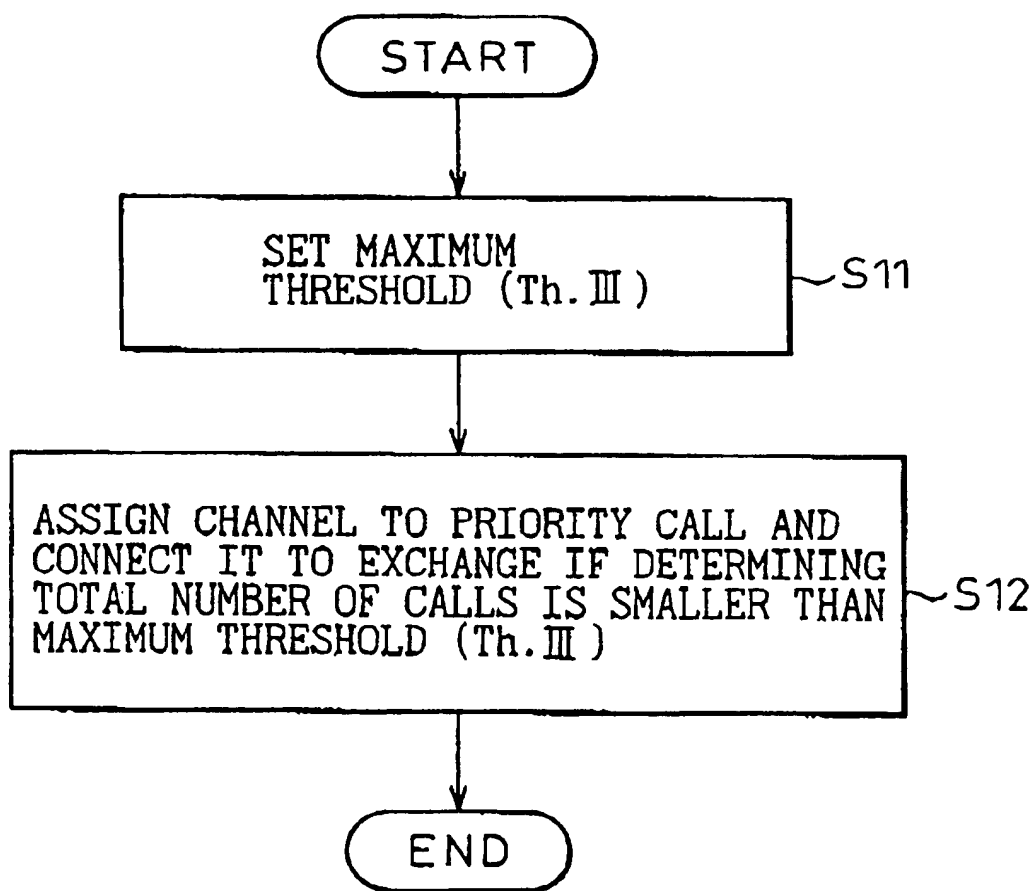 START
SET MAXIMUM
THRESHOLD (Th. Ⅲ)
S11
ASSIGN CHANNEL TO PRIORITY CALL AND
CONNECT IT TO EXCHANGE IF DETERMINING
TOTAL NUMBER OF CALLS IS SMALLER THAN
MAXIMUM THRESHOLD (Th. Ⅲ)
S12
END